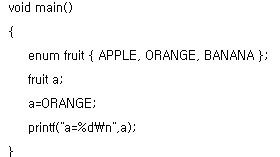 void main()
{
enum fruit { APPLE, ORANGE, BANANA };
fruit a;
a=ORANGE;
printf("a=%d₩n",a);
}